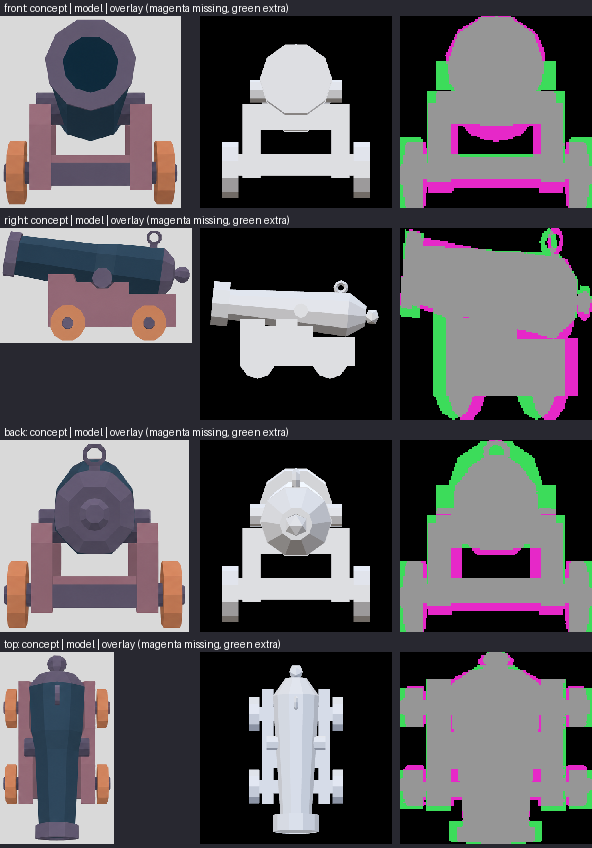 front: concept | model | overlay (magenta missing, green extra)
right: concept | model | overlay (magenta missing, green extra)
back: concept | model | overlay (magenta missing, green extra)
top: concept | model | overlay (magenta missing, green extra)